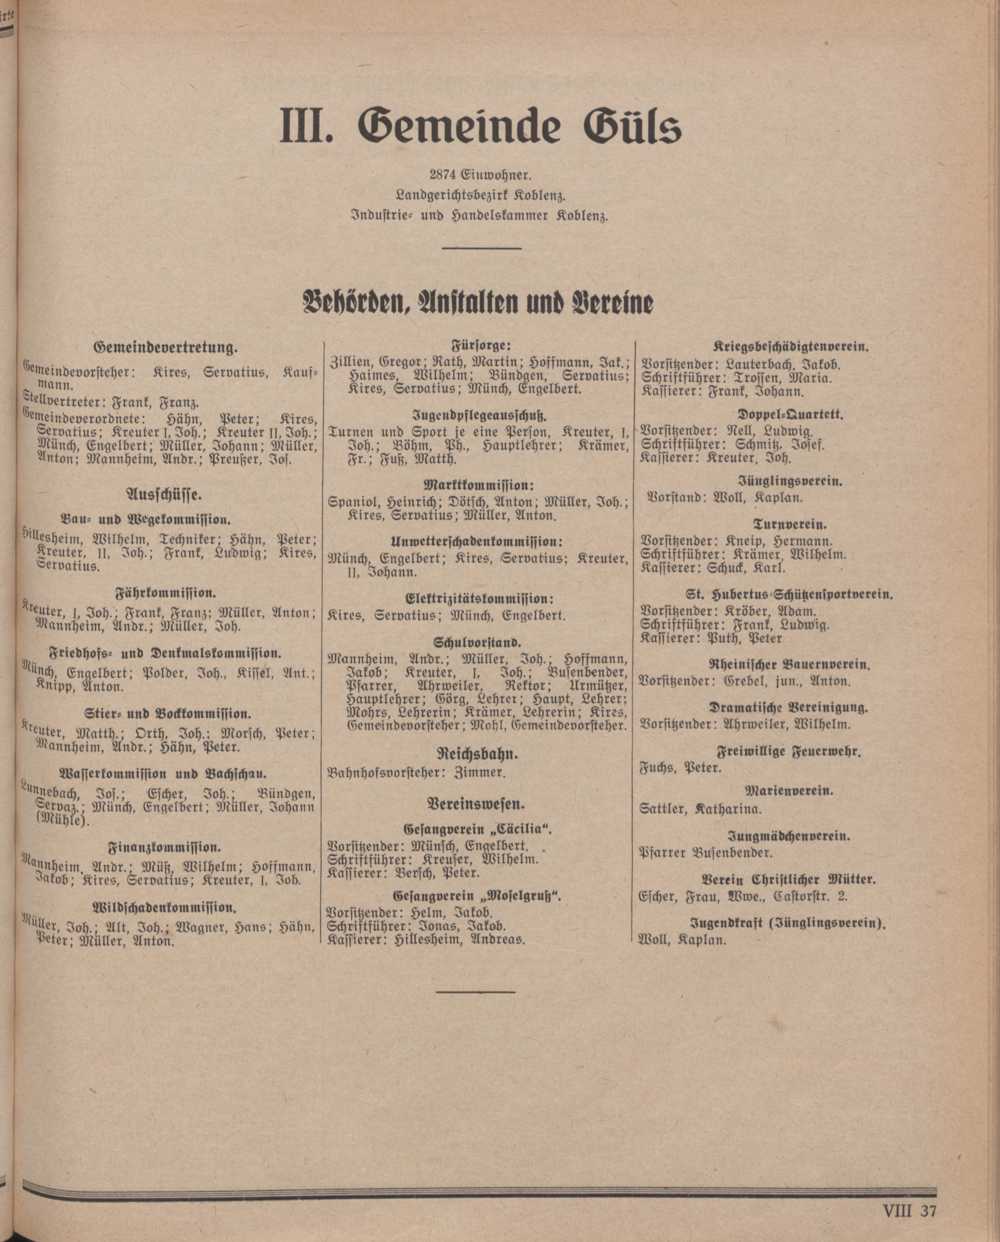 III. Gemeinde Güls
2874 Einwohner.
Landgerichtsbezirk Koblenz.
Industrie- und Handelskammer Koblenz.
Behörden, Anstalten und Vereine
Gemeindevertretung.
Gemeindevorsteher: Kires, Servatius, Kauf-
mann.
Stellvertreter: Frank, Franz.
Gemeindeverordnete: Hähn, Peter; Kires,
Servatius; Kreuter I, Joh.; Kreuter II, Joh.;
Münch, Engelbert; Müller, Johann; Müller,
Anton; Mannheim, Andr.; Preußer, Jos.
Ausschüsse.
Bau- und Wegekommission.
Hillesheim, Wilhelm, Techniker; Hähn, Peter;
Kreuter, II, Joh.; Frank, Ludwig; Kires,
Servatius.
Fährkommission.
Kreuter, I, Joh.; Frank, Franz; Müller, Anton;
Mannheim, Andr.; Müller, Joh.
Friedhofs- und Denkmalskommission.
Münch, Engelbert; Polder, Joh., Kissel, Ant.;
Knipp, Anton.
Stier- und Bockkommission.
Kreuter, Matth.; Orth, Joh.; Morsch, Peter;
Mannheim, Andr.; Hähn, Peter.
Wasserkommission und Bachschau.
Lunnebach, Jos.; Escher, Joh.; Bündgen,
Servaz.; Münch, Engelbert; Müller, Johann
(Mühle).
Finanzkommission.
Mannheim, Andr.; Müß, Wilhelm; Hoffmann,
Jakob; Kires, Servatius; Kreuter, I, Joh.
Wildschadenkommission.
Müller, Joh.; Alt, Joh.; Wagner, Hans; Hähn,
Peter; Müller, Anton.
Fürsorge:
Zillien, Gregor; Rath, Martin; Hoffmann, Jak.;
Haimes, Wilhelm; Bündgen, Servatius;
Kires, Servatius; Münch, Engelbert.
Jugendpflegeausschuß.
Turnen und Sport je eine Person, Kreuter, I,
Joh.; Böhm, Ph., Hauptlehrer; Krämer,
Fr.; Fuß, Matth.
Marktkommission:
Spaniol, Heinrich; Dötsch, Anton; Müller, Joh.;
Kires, Servatius; Müller, Anton.
Unwetterschadenkommission:
Münch, Engelbert; Kires, Servatius; Kreuter,
II, Johann.
Elektrizitätskommission:
Kires, Servatius; Münch, Engelbert.
Schulvorstand.
Mannheim, Andr.; Müller, Joh.; Hoffmann,
Jakob; Kreuter, I, Joh.; Busenbender,
Pfarrer, Ahrweiler, Rektor; Urmützer,
Hauptlehrer; Görg, Lehrer; Haupt, Lehrer;
Mohrs, Lehrerin; Krämer, Lehrerin; Kires,
Gemeindevorsteher; Mohl, Gemeindevorsteher.
Reichsbahn.
Bahnhofsvorsteher: Zimmer.
Vereinswesen.
Gesangverein „Cäcilia“.
Vorsitzender: Münsch, Engelbert.
Schriftführer: Kreuser, Wilhelm.
Kassierer: Bersch, Peter.
Gesangverein „Moselgruß“.
Vorsitzender: Helm, Jakob.
Schriftführer: Jonas, Jakob.
Kassierer: Hillesheim, Andreas.
Kriegsbeschädigtenverein.
Vorsitzender: Lauterbach, Jakob.
Schriftführer: Trossen, Maria.
Kassierer: Frank, Johann.
Doppel-Quartett.
Vorsitzender: Nell, Ludwig.
Schriftführer: Schmitz, Josef.
Kassierer: Kreuter, Joh.
Jünglingsverein.
Vorstand: Woll, Kaplan.
Turnverein.
Vorsitzender: Kneip, Hermann.
Schriftführer: Krämer, Wilhelm.
Kassierer: Schuck, Karl.
St. Hubertus-Schützensportverein.
Vorsitzender: Kröber, Adam.
Schriftführer: Frank, Ludwig.
Kassierer: Puth, Peter
Rheinischer Bauernverein.
Vorsitzender: Grebel, jun., Anton.
Dramatische Vereinigung.
Vorsitzender: Ahrweiler, Wilhelm.
Freiwillige Feuerwehr.
Fuchs, Peter.
Marienverein.
Sattler, Katharina.
Jungmädchenverein.
Pfarrer Busenbender.
Verein Christlicher Mütter.
Escher, Frau, Wwe., Castorstr. 2.
Jugendkraft (Jünglingsverein).
Woll, Kaplan.
VIII 37